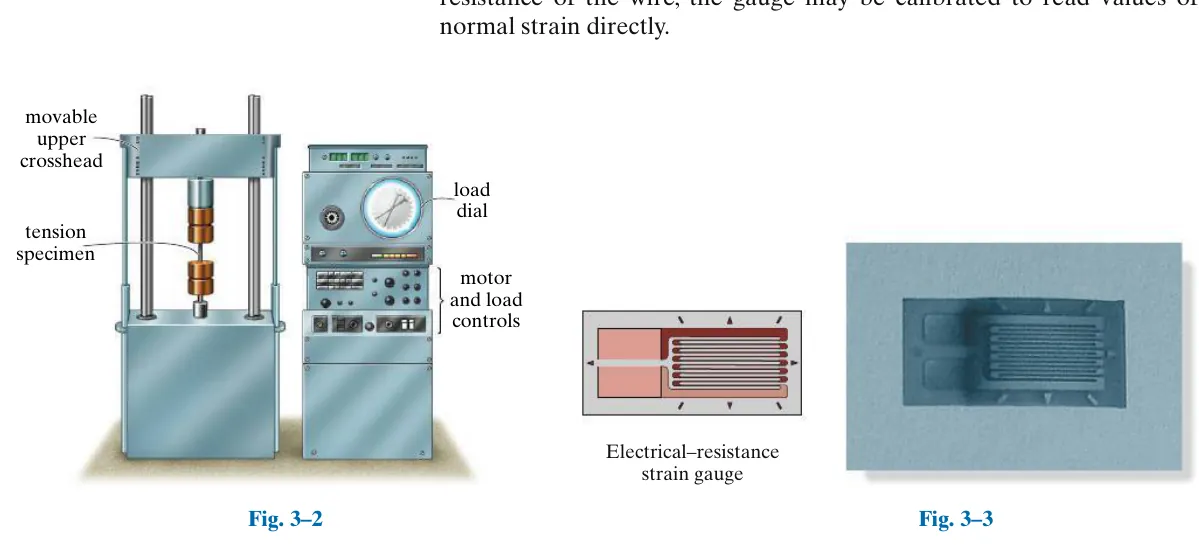 resistance of the wire, the gauge may be calibrated to read values of
normal strain directly.
movable
upper
crosshead
tension
specimen
load
dial
motor
and load
controls
Electrical–resistance
strain gauge
Fig. 3–2
Fig. 3–3